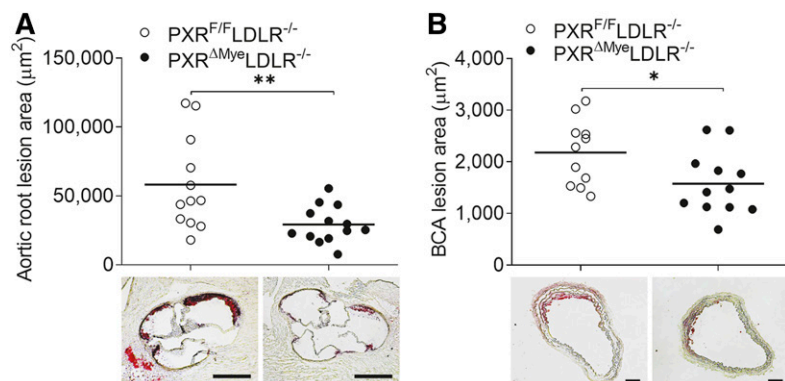 A
PXR^F/F LDLR^-/-
PXR^ΔMye LDLR^-/-
Aortic root lesion area (μm²)
150,000
**
100,000
50,000
0
B
PXR^F/F LDLR^-/-
PXR^ΔMye LDLR^-/-
BCA lesion area (μm²)
4,000
*
3,000
2,000
1,000
0